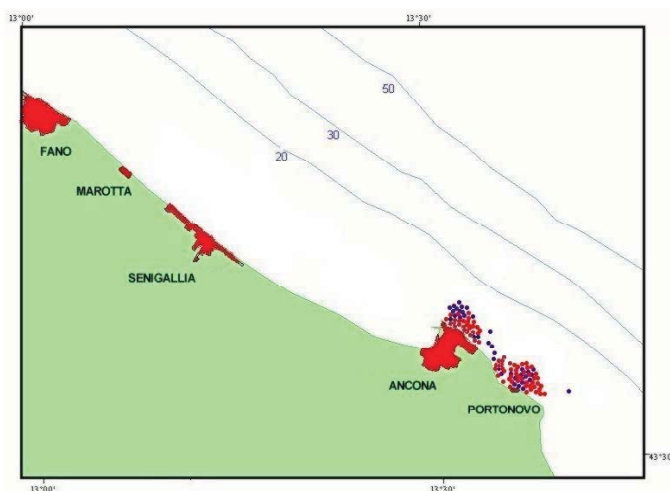 13°00'
13°30'
50
30
20
FANO
MAROTTA
SENIGALLIA
ANCONA
PORTONOVO
43°30'
13°00'
13°30'